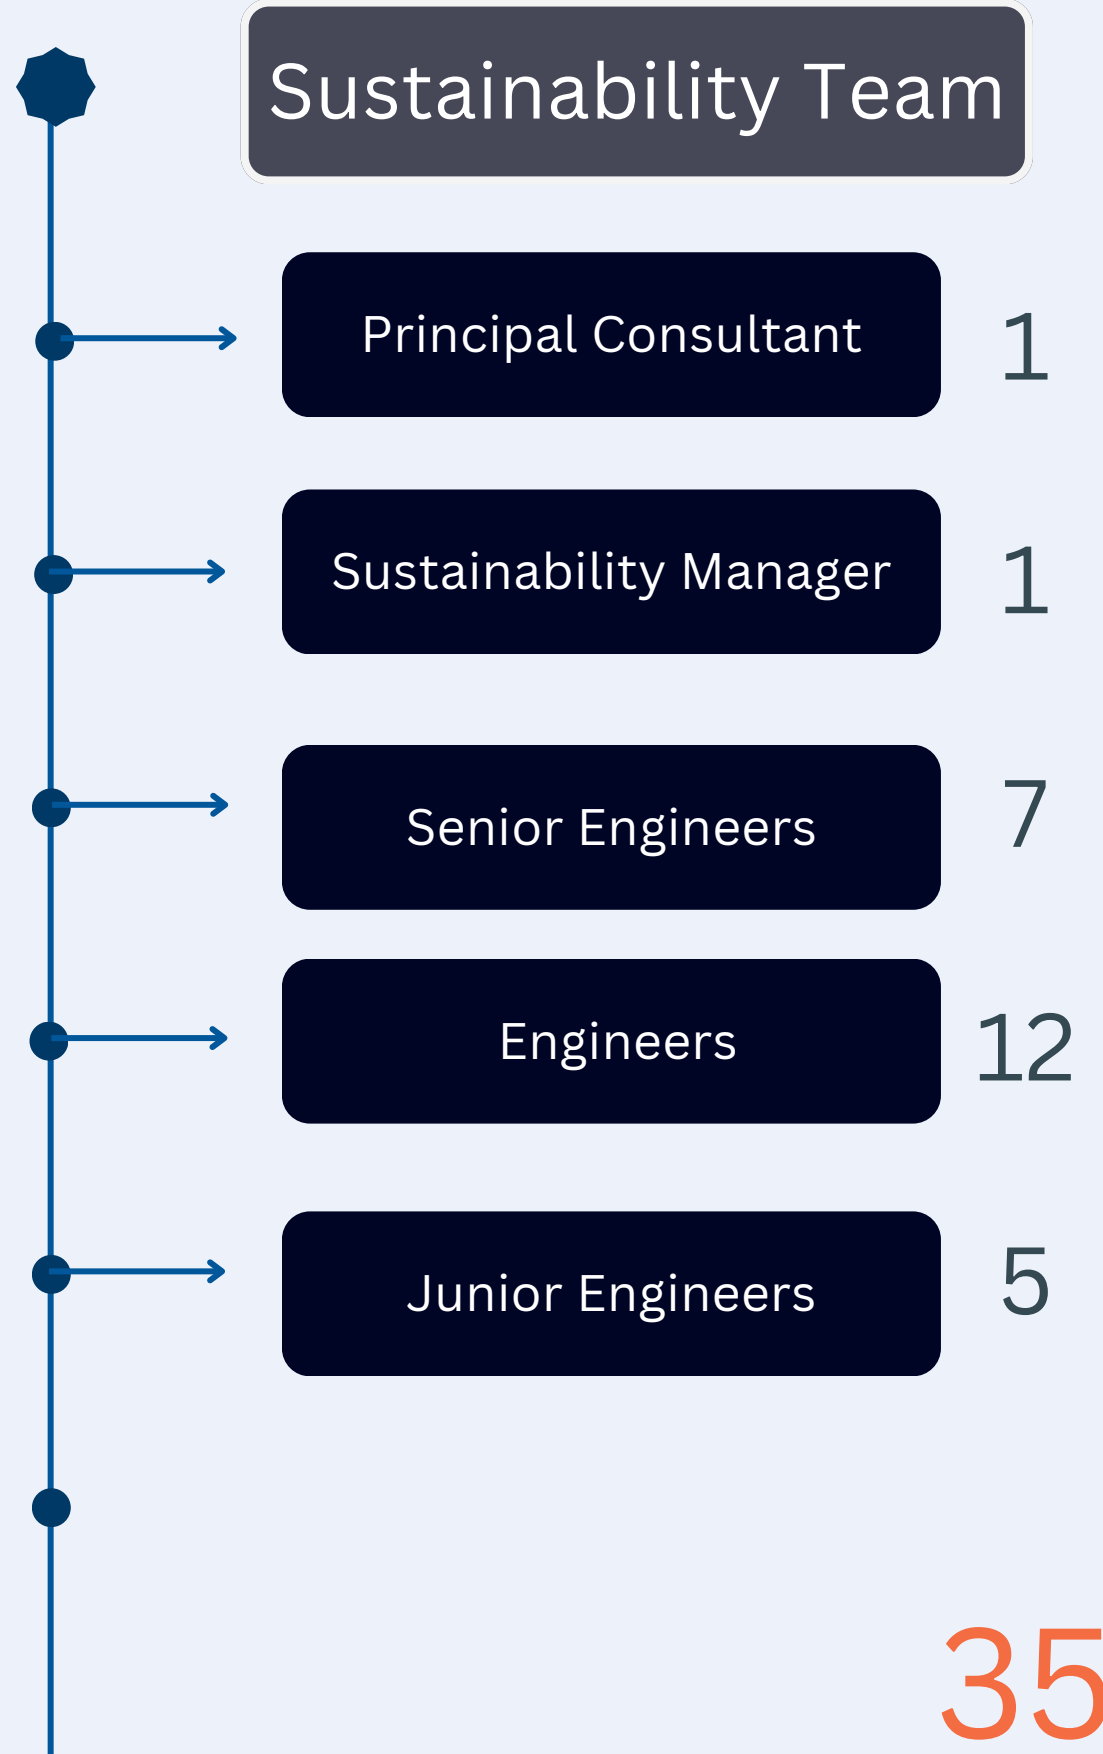 Sustainability Team
Principal Consultant 1
Sustainability Manager 1
Senior Engineers 7
Engineers 12
Junior Engineers 5
35